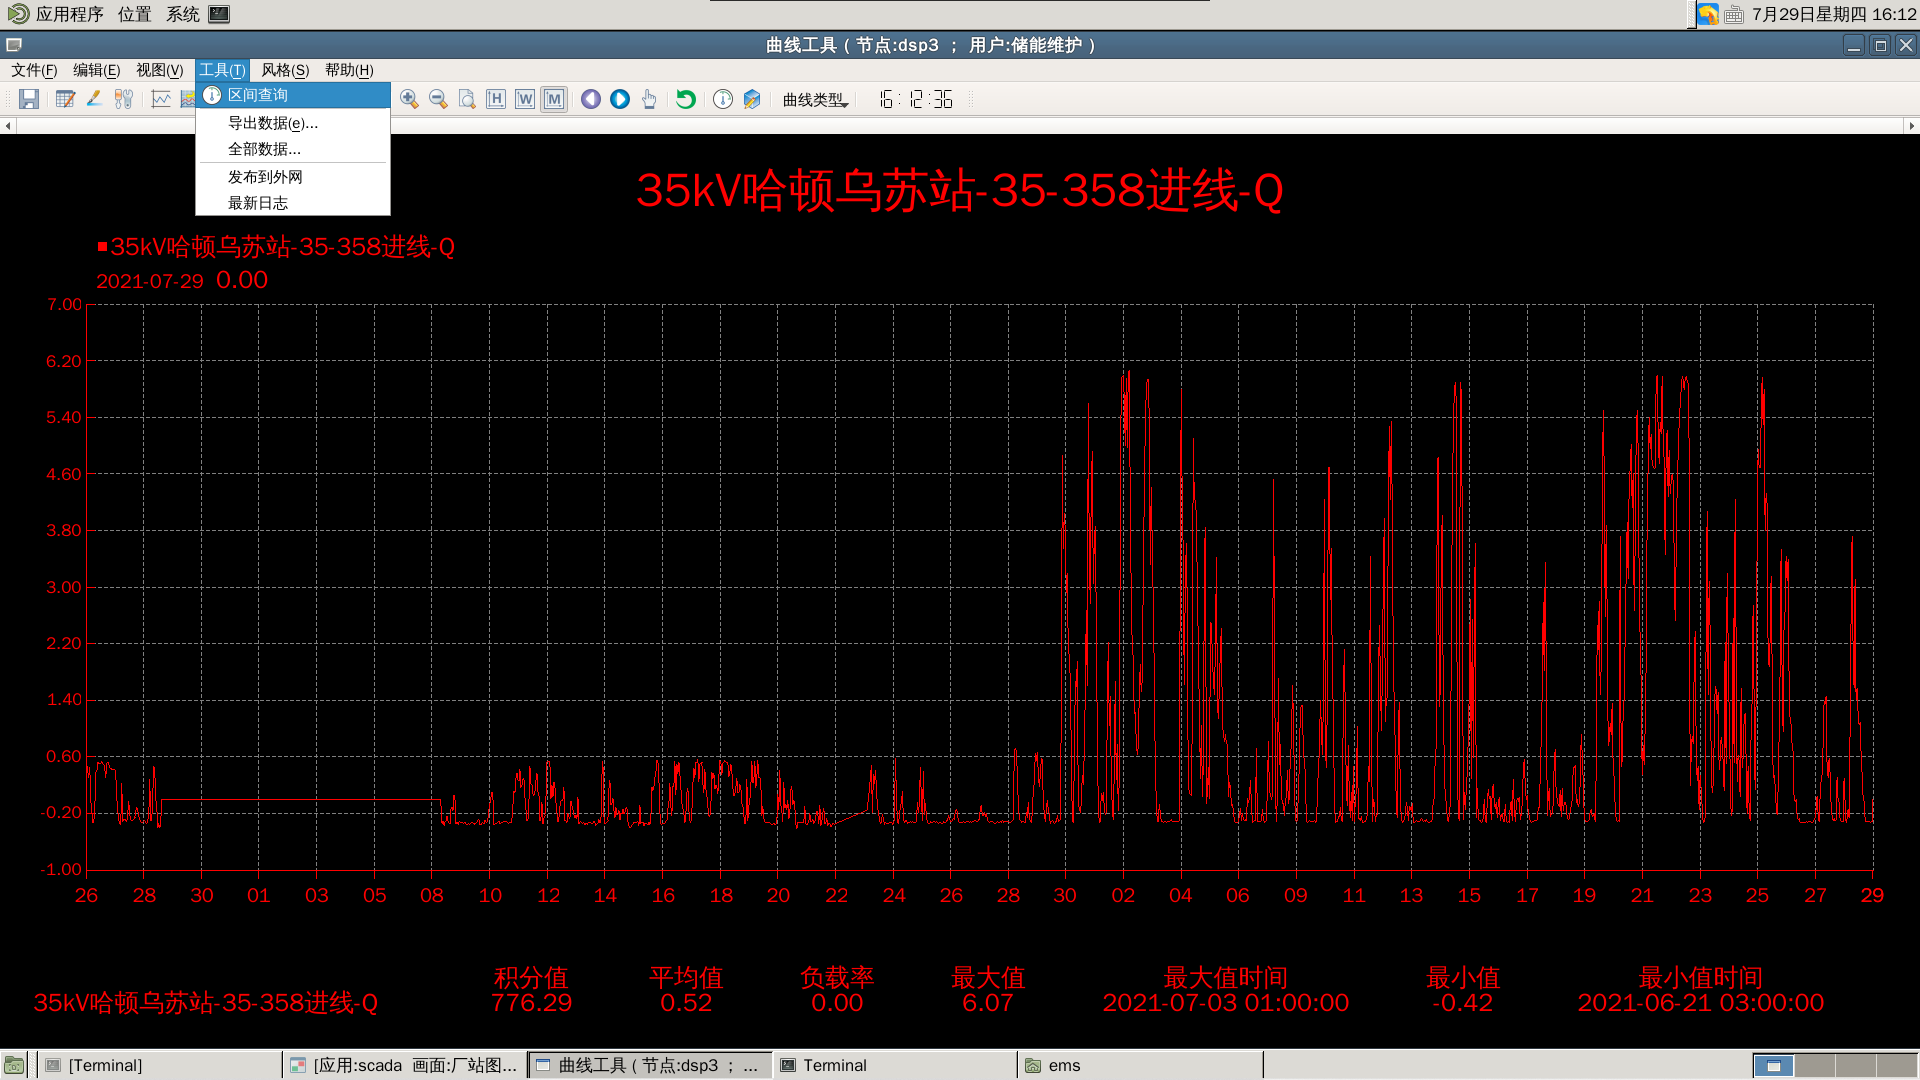 应用程序 位置 系统 7月29日星期四 16:12
曲线工具 ( 节点:dsp3 ； 用户:储能维护 )
文件(F) 编辑(E) 视图(V) 工具(T) 风格(S) 帮助(H)
H W M 曲线类型 16:12:36
区间查询
导出数据(e)...
全部数据...
发布到外网
最新日志
35kV哈顿乌苏站-35-358进线-Q
35kV哈顿乌苏站-35-358进线-Q
2021-07-29 0.00
7.00
6.20
5.40
4.60
3.80
3.00
2.20
1.40
0.60
-0.20
-1.00
26 28 30 01 03 05 08 10 12 14 16 18 20 22 24 26 28 30 02 04 06 09 11 13 15 17 19 21 23 25 27 29
积分值 平均值 负载率 最大值 最大值时间 最小值 最小值时间
35kV哈顿乌苏站-35-358进线-Q 776.29 0.52 0.00 6.07 2021-07-03 01:00:00 -0.42 2021-06-21 03:00:00
[Terminal] [应用:scada 画面:厂站图... 曲线工具 ( 节点:dsp3 ； ... Terminal ems